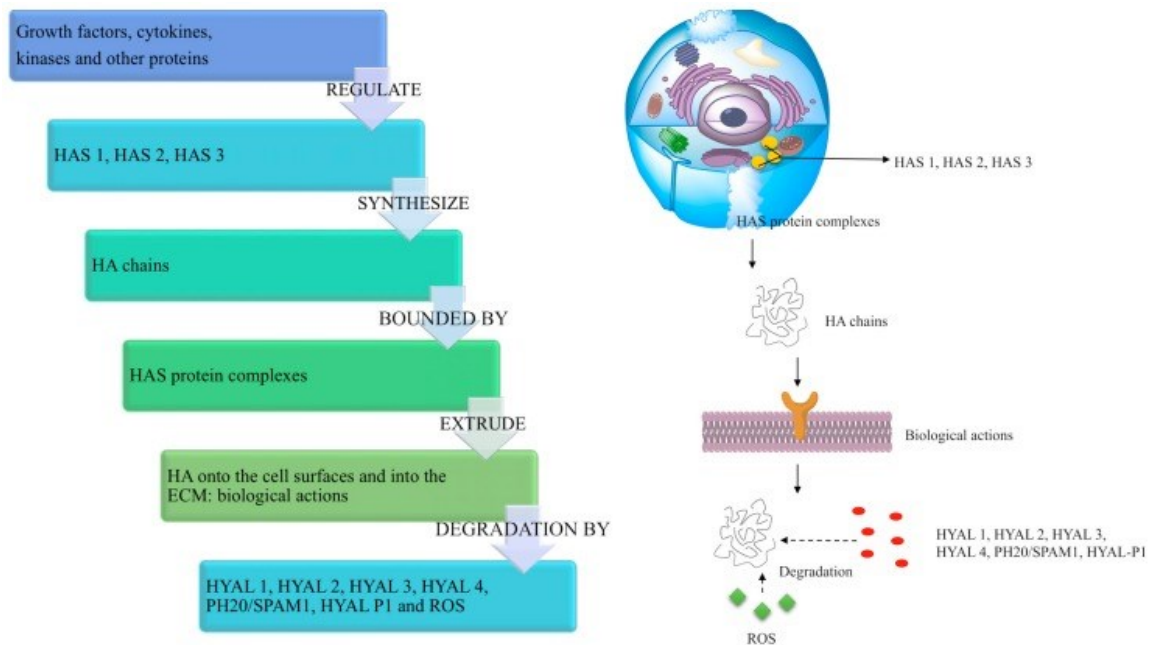 Growth factors, cytokines,
kinases and other proteins
REGULATE
HAS 1, HAS 2, HAS 3
SYNTHESIZE
HA chains
BOUNDED BY
HAS protein complexes
EXTRUDE
HA onto the cell surfaces and into the
ECM: biological actions
DEGRADATION BY
HYAL 1, HYAL 2, HYAL 3, HYAL 4,
PH20/SPAM1, HYAL P1 and ROS
HAS 1, HAS 2, HAS 3
HAS protein complexes
HA chains
Biological actions
HYAL 1, HYAL 2, HYAL 3,
HYAL 4, PH20/SPAM1, HYAL-P1
Degradation
ROS